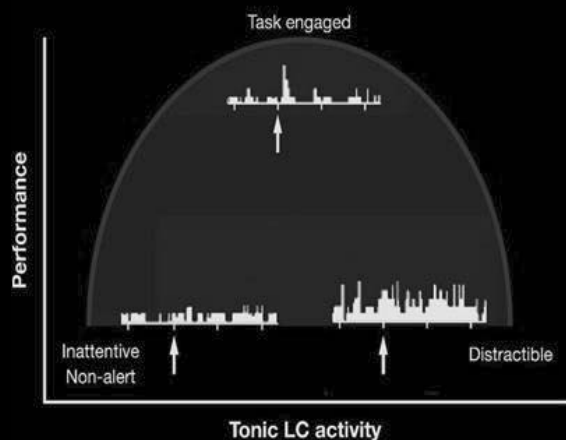 Task engaged
Performance
Inattentive
Non-alert
Distractible
Tonic LC activity